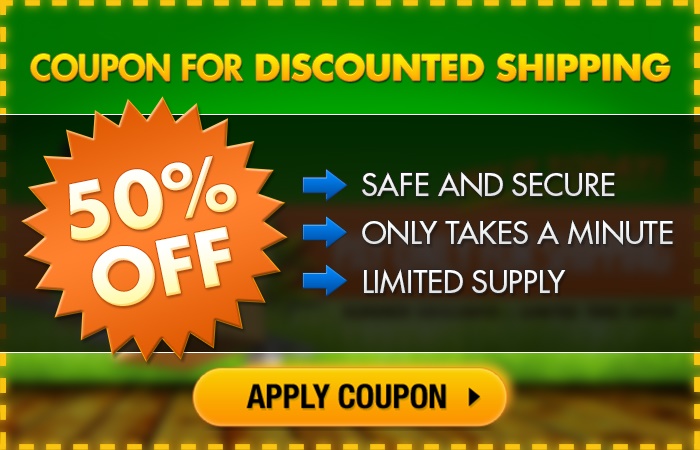 COUPON FOR DISCOUNTED SHIPPING
50%
OFF
SAFE AND SECURE
ONLY TAKES A MINUTE
LIMITED SUPPLY
APPLY COUPON